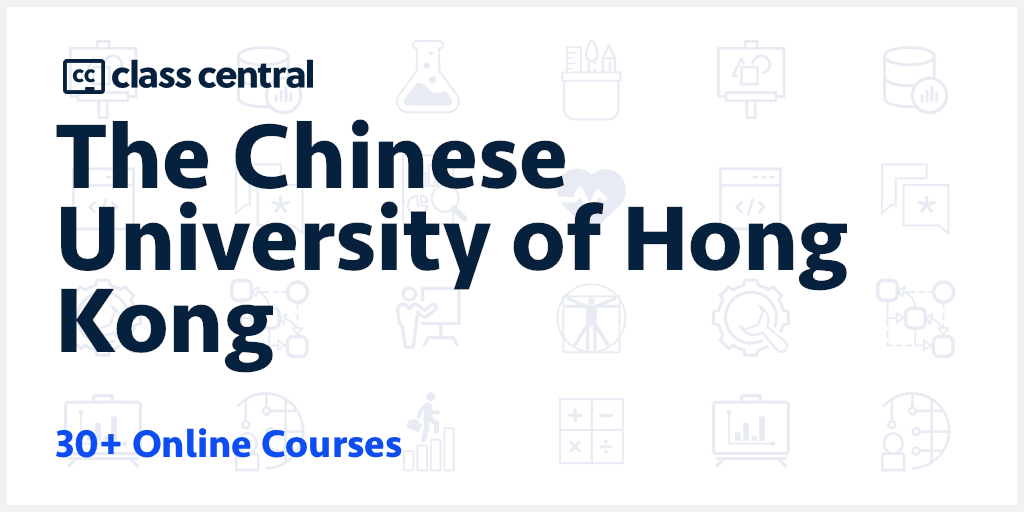 cc class central
The Chinese
University of Hong
Kong
30+ Online Courses